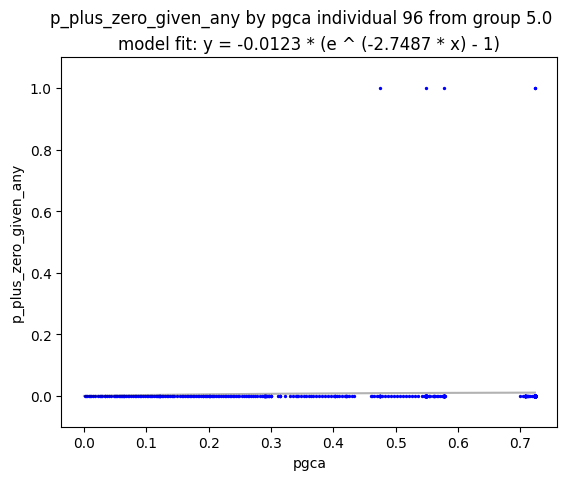 p_plus_zero_given_any by pgca individual 96 from group 5.0
model fit: y = -0.0123 * (e ^ (-2.7487 * x) - 1)
1.0
0.8
0.6
0.4
0.2
0.0
p_plus_zero_given_any
0.0 0.1 0.2 0.3 0.4 0.5 0.6 0.7
pgca